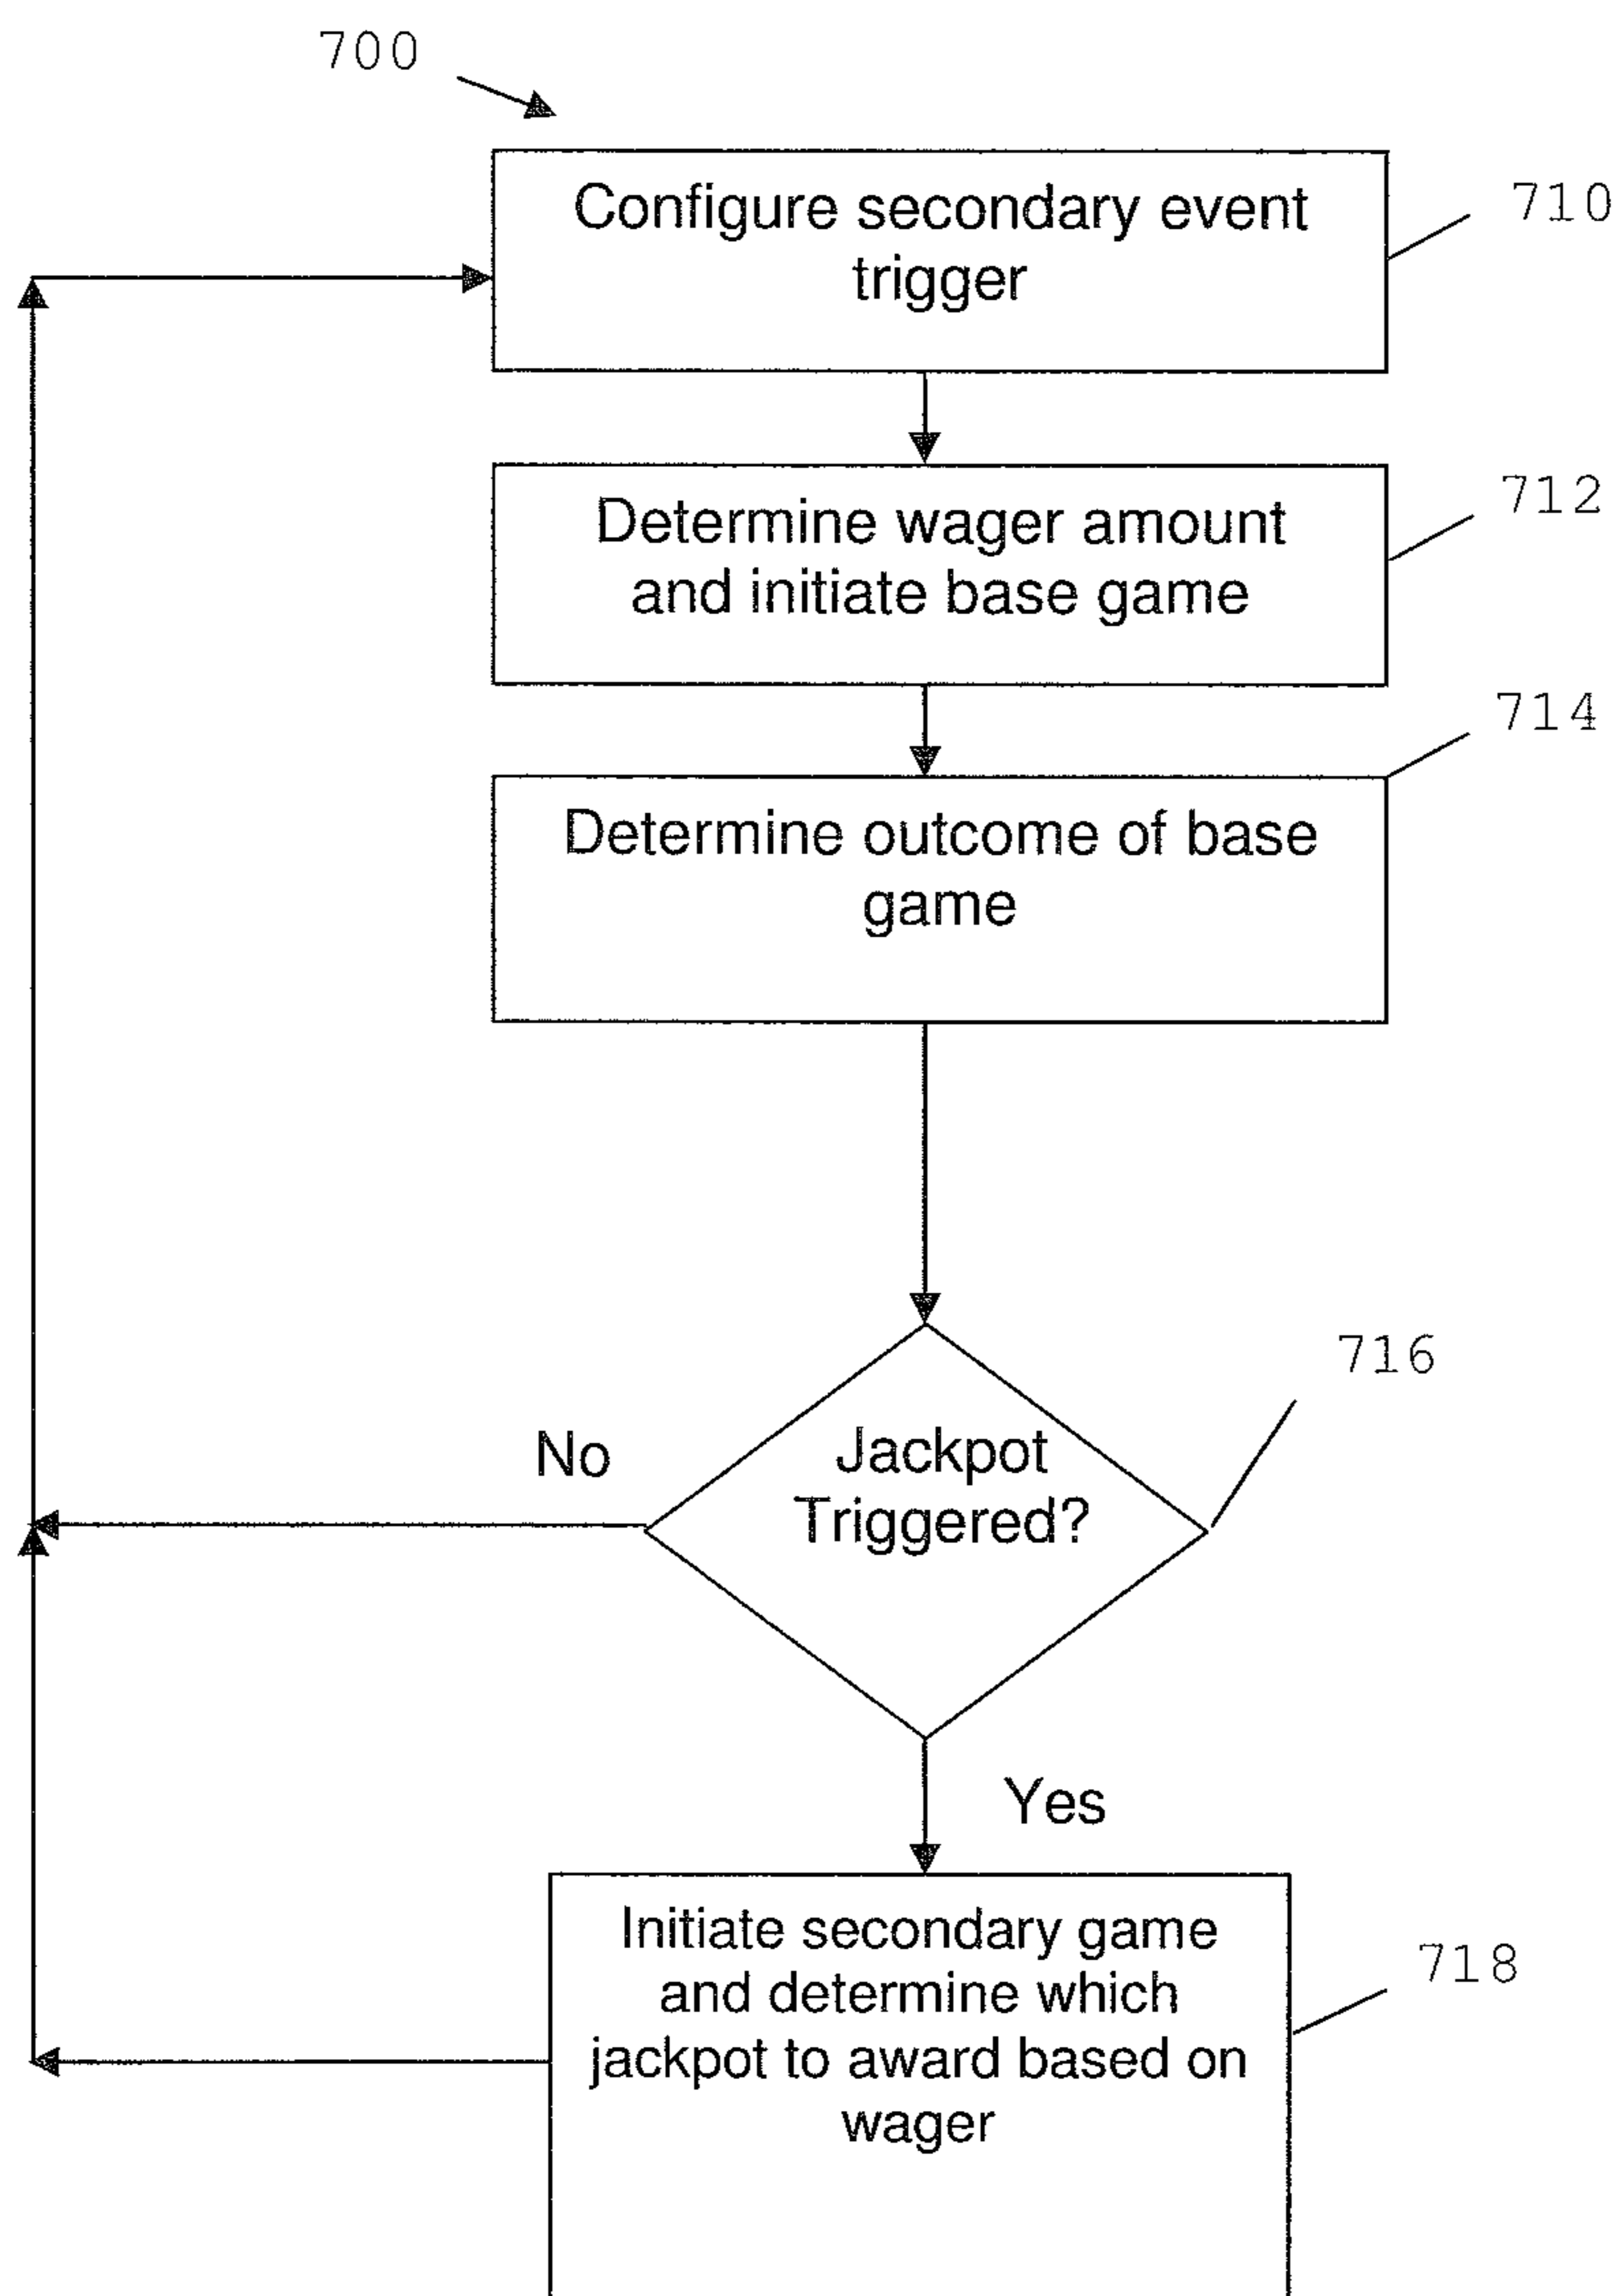 700
Configure secondary event
trigger
710
Determine wager amount
and initiate base game
712
714
Determine outcome of base
game
716
Jackpot
Triggered?
No
Yes
Initiate secondary game
and determine which
jackpot to award based on
wager
718